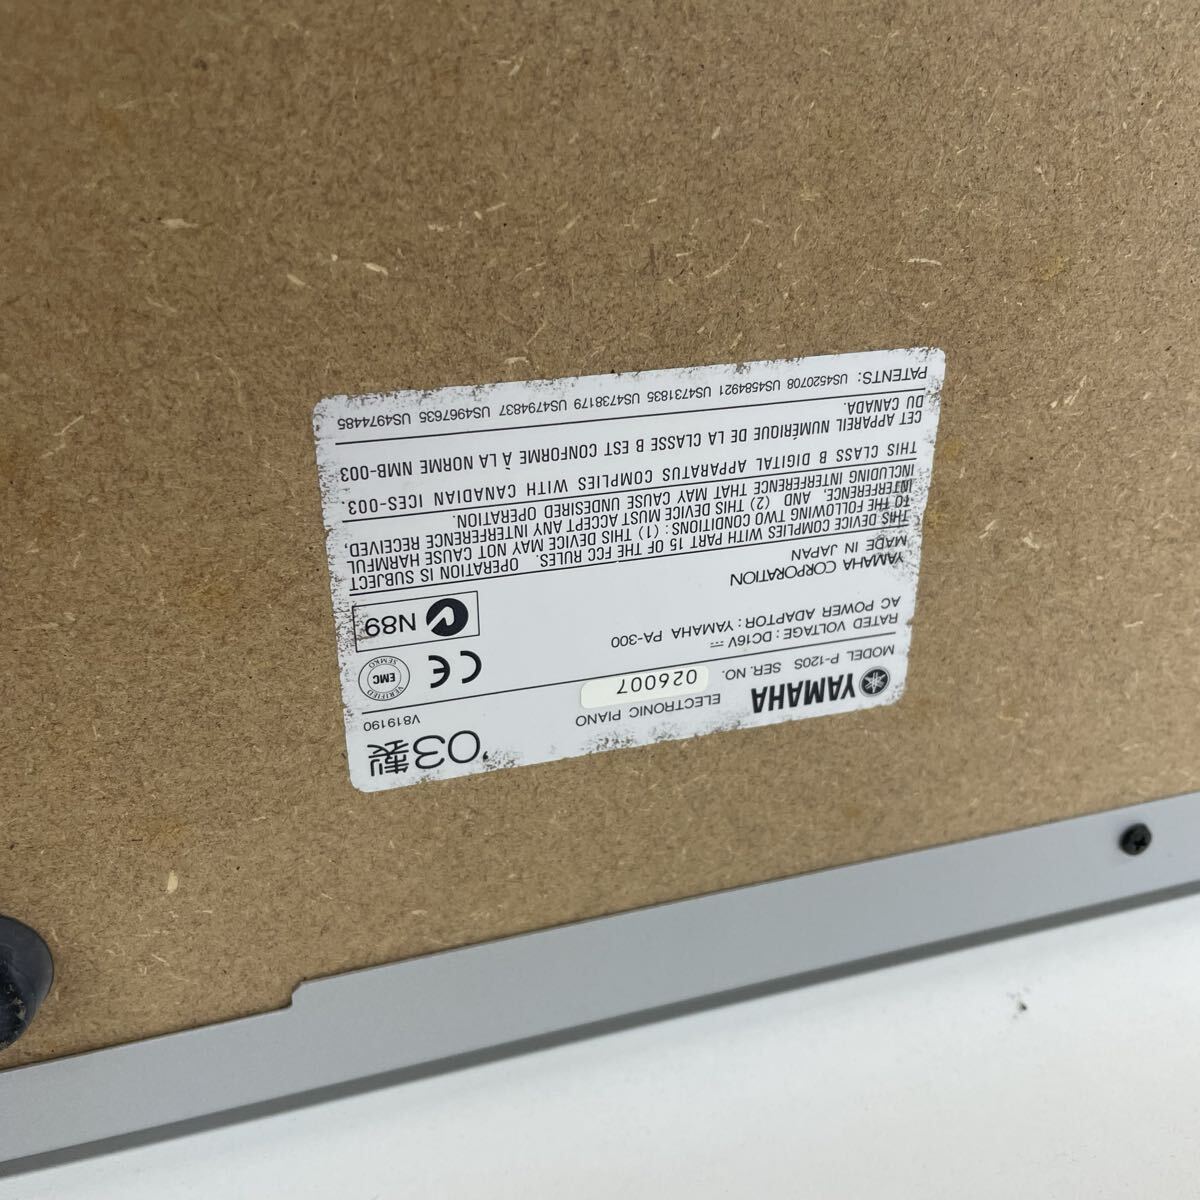 YAMAHA ELECTRONIC PIANO '03製
MODEL P-120S SER. NO. 026007 V819190
RATED VOLTAGE : DC16V
AC POWER ADAPTOR : YAMAHA PA-300
CE
VERIFIED EMC SEMKO
YAMAHA CORPORATION
MADE IN JAPAN
N89
THIS DEVICE COMPLIES WITH PART 15 OF THE FCC RULES. OPERATION IS SUBJECT
TO THE FOLLOWING TWO CONDITIONS: (1) THIS DEVICE MAY NOT CAUSE HARMFUL
INTERFERENCE, AND (2) THIS DEVICE MUST ACCEPT ANY INTERFERENCE RECEIVED,
INCLUDING INTERFERENCE THAT MAY CAUSE UNDESIRED OPERATION.
THIS CLASS B DIGITAL APPARATUS COMPLIES WITH CANADIAN ICES-003.
CET APPAREIL NUMÉRIQUE DE LA CLASSE B EST CONFORME À LA NORME NMB-003
DU CANADA.
PATENTS: US4520708 US4584921 US4731835 US4738179 US4794837 US4967635 US4974485